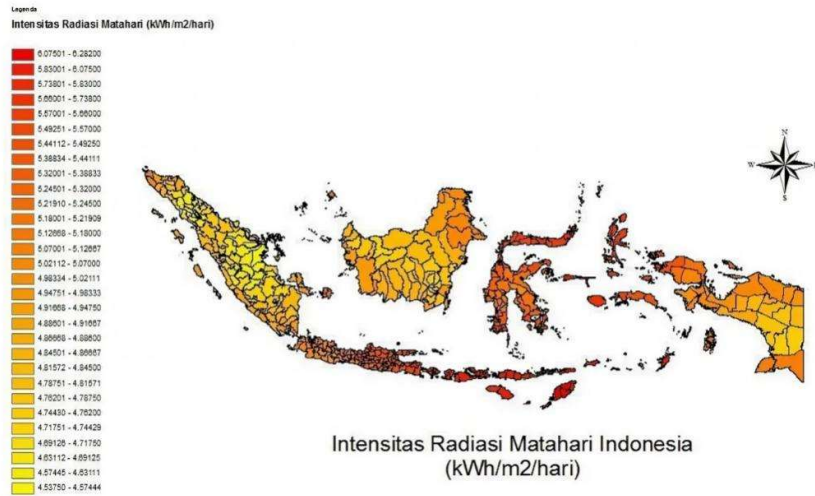 Legenda
Intensitas Radiasi Matahari (kWh/m2/hari)
6.07501 - 6.28200
5.83001 - 6.07500
5.73801 - 5.83000
5.66001 - 5.73800
5.57001 - 5.66000
5.49251 - 5.57000
5.44112 - 5.49250
5.38834 - 5.44111
5.32001 - 5.38833
5.24501 - 5.32000
5.21910 - 5.24500
5.18001 - 5.21909
5.12668 - 5.18000
5.07001 - 5.12667
5.02112 - 5.07000
4.98334 - 5.02111
4.94751 - 4.98333
4.91668 - 4.94750
4.88601 - 4.91667
4.86668 - 4.88600
4.84501 - 4.86667
4.81572 - 4.84500
4.78751 - 4.81571
4.76201 - 4.78750
4.74430 - 4.76200
4.71751 - 4.74429
4.69126 - 4.71750
4.63112 - 4.69125
4.57445 - 4.63111
4.53750 - 4.57444
N
W
S
Intensitas Radiasi Matahari Indonesia
(kWh/m2/hari)